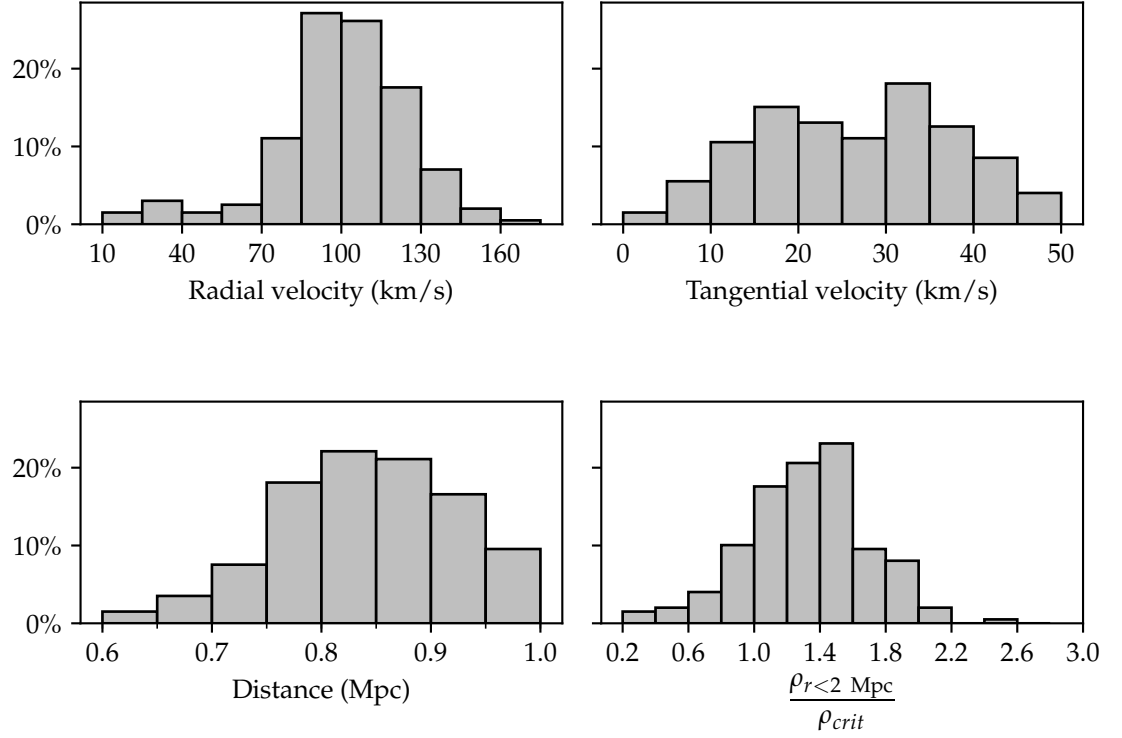 20%
10%
0%
10 40 70 100 130 160
0 10 20 30 40 50
Radial velocity (km/s)
Tangential velocity (km/s)
20%
10%
0%
0.6 0.7 0.8 0.9 1.0
0.2 0.6 1.0 1.4 1.8 2.2 2.6 3.0
Distance (Mpc)
ρr<2 Mpc
ρcrit